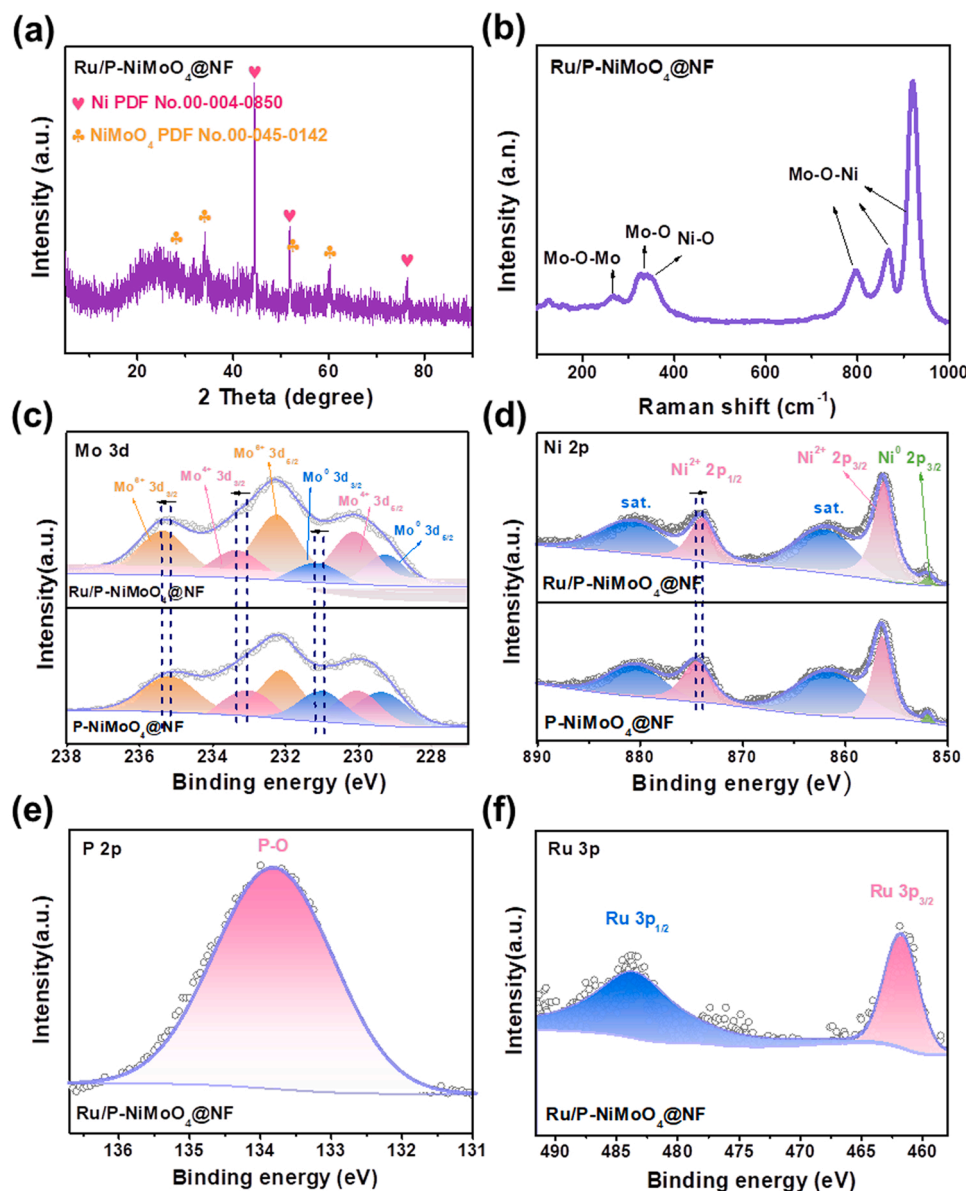 (a)
Ru/P-NiMoO₄@NF
♥ Ni PDF No.00-004-0850
♣ NiMoO₄ PDF No.00-045-0142
Intensity (a.u.)
20 40 60 80
2 Theta (degree)
(b)
Ru/P-NiMoO₄@NF
Mo-O-Ni
Mo-O
Ni-O
Mo-O-Mo
Intensity (a.n.)
200 400 600 800 1000
Raman shift (cm⁻¹)
(c)
Mo 3d
Mo⁶⁺ 3d₃/₂
Mo⁴⁺ 3d₃/₂
Mo⁶⁺ 3d₅/₂
Mo⁰ 3d₃/₂
Mo⁴⁺ 3d₅/₂
Mo⁰ 3d₅/₂
Ru/P-NiMoO₄@NF
P-NiMoO₄@NF
Intensity (a.u.)
238 236 234 232 230 228
Binding energy (eV)
(d)
Ni 2p
sat.
Ni²⁺ 2p₁/₂
sat.
Ni²⁺ 2p₃/₂
Ni⁰ 2p₃/₂
Ru/P-NiMoO₄@NF
P-NiMoO₄@NF
Intensity (a.u.)
890 880 870 860 850
Binding energy (eV)
(e)
P 2p
P-O
Ru/P-NiMoO₄@NF
Intensity(a.u.)
136 135 134 133 132 131
Binding energy (eV)
(f)
Ru 3p
Ru 3p₁/₂
Ru 3p₃/₂
Ru/P-NiMoO₄@NF
Intensity(a.u.)
490 485 480 475 470 465 460
Binding energy (eV)